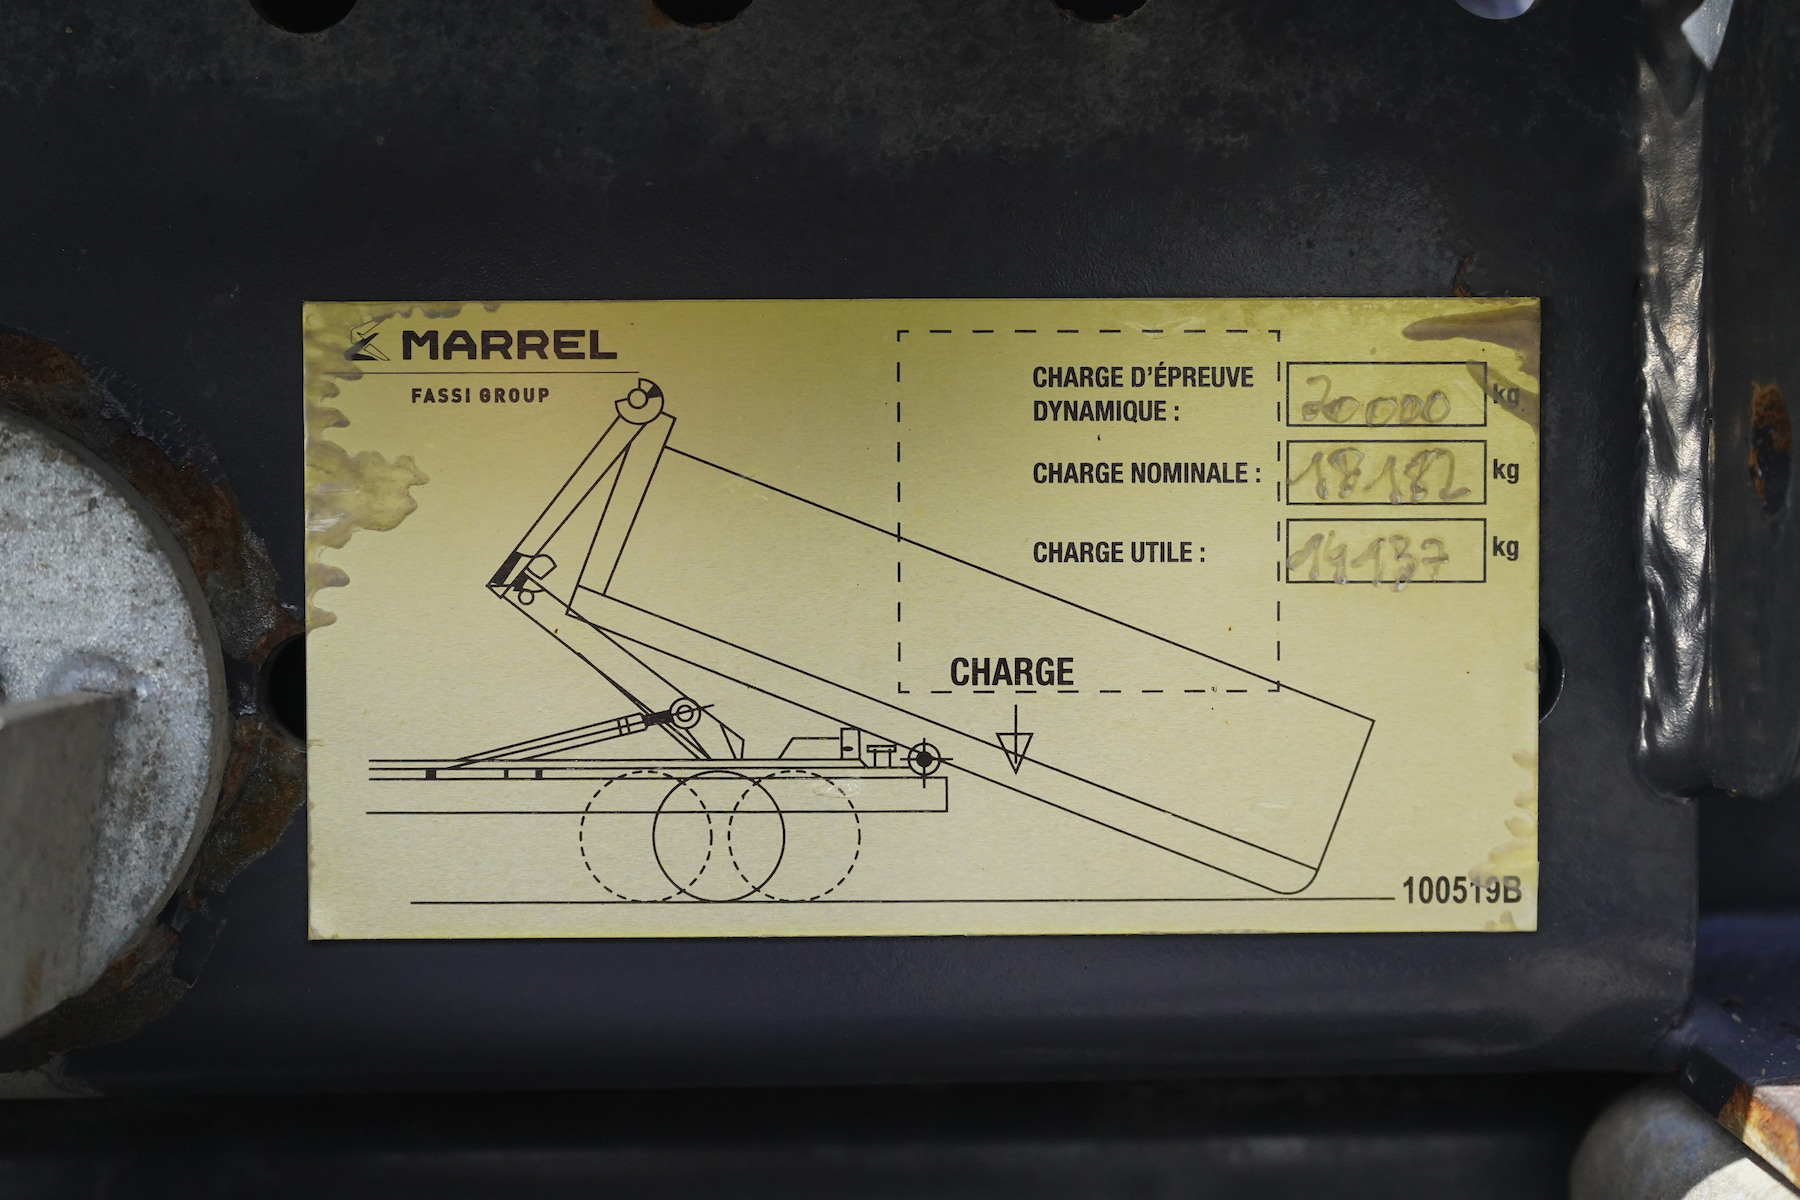 MARREL
FASSI GROUP
CHARGE D'ÉPREUVE
DYNAMIQUE : 20000 kg
CHARGE NOMINALE : 18182 kg
CHARGE UTILE : 14137 kg
CHARGE
100519B